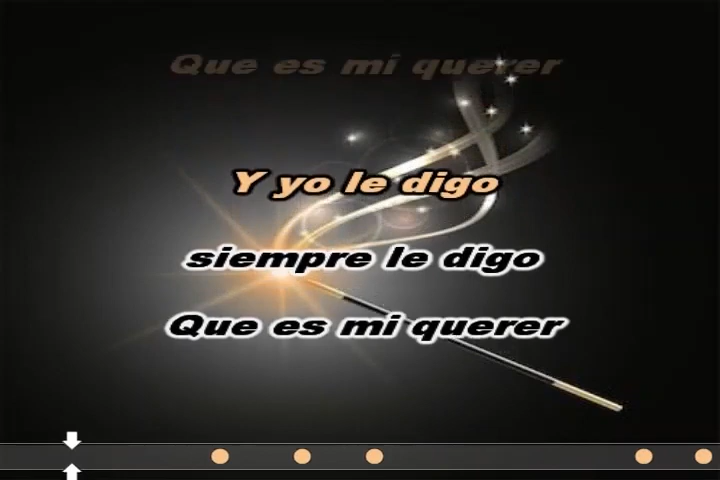 Que es mi querer
Y yo le digo
siempre le digo
Que es mi querer